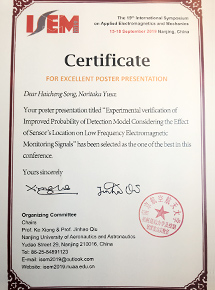 ISEM
The 19th International Symposium
on Applied Electromagnetics and Mechanics
15-18 September 2019 Nanjing, China
Certificate
FOR EXCELLENT POSTER PRESENTATION
Dear Haicheng Song, Noritaka Yusa:
Your poster presentation titled "Experimental verification of
Improved Probability of Detection Model Considering the Effect
of Sensor's Location on Low Frequency Electromagnetic
Monitoring Signals" has been selected as the one of the best in this
conference.
Yours sincerely
Organizing Committee
Chairs
Prof. Ke Xiong & Prof. Jinhao Qiu
Nanjing University of Aeronautics and Astronautics
Yudao Street 29, Nanjing 210016, China
Tel: 86-25-84891123
E-mail: isem2019@outlook.com
Website: isem2019.nuaa.edu.cn